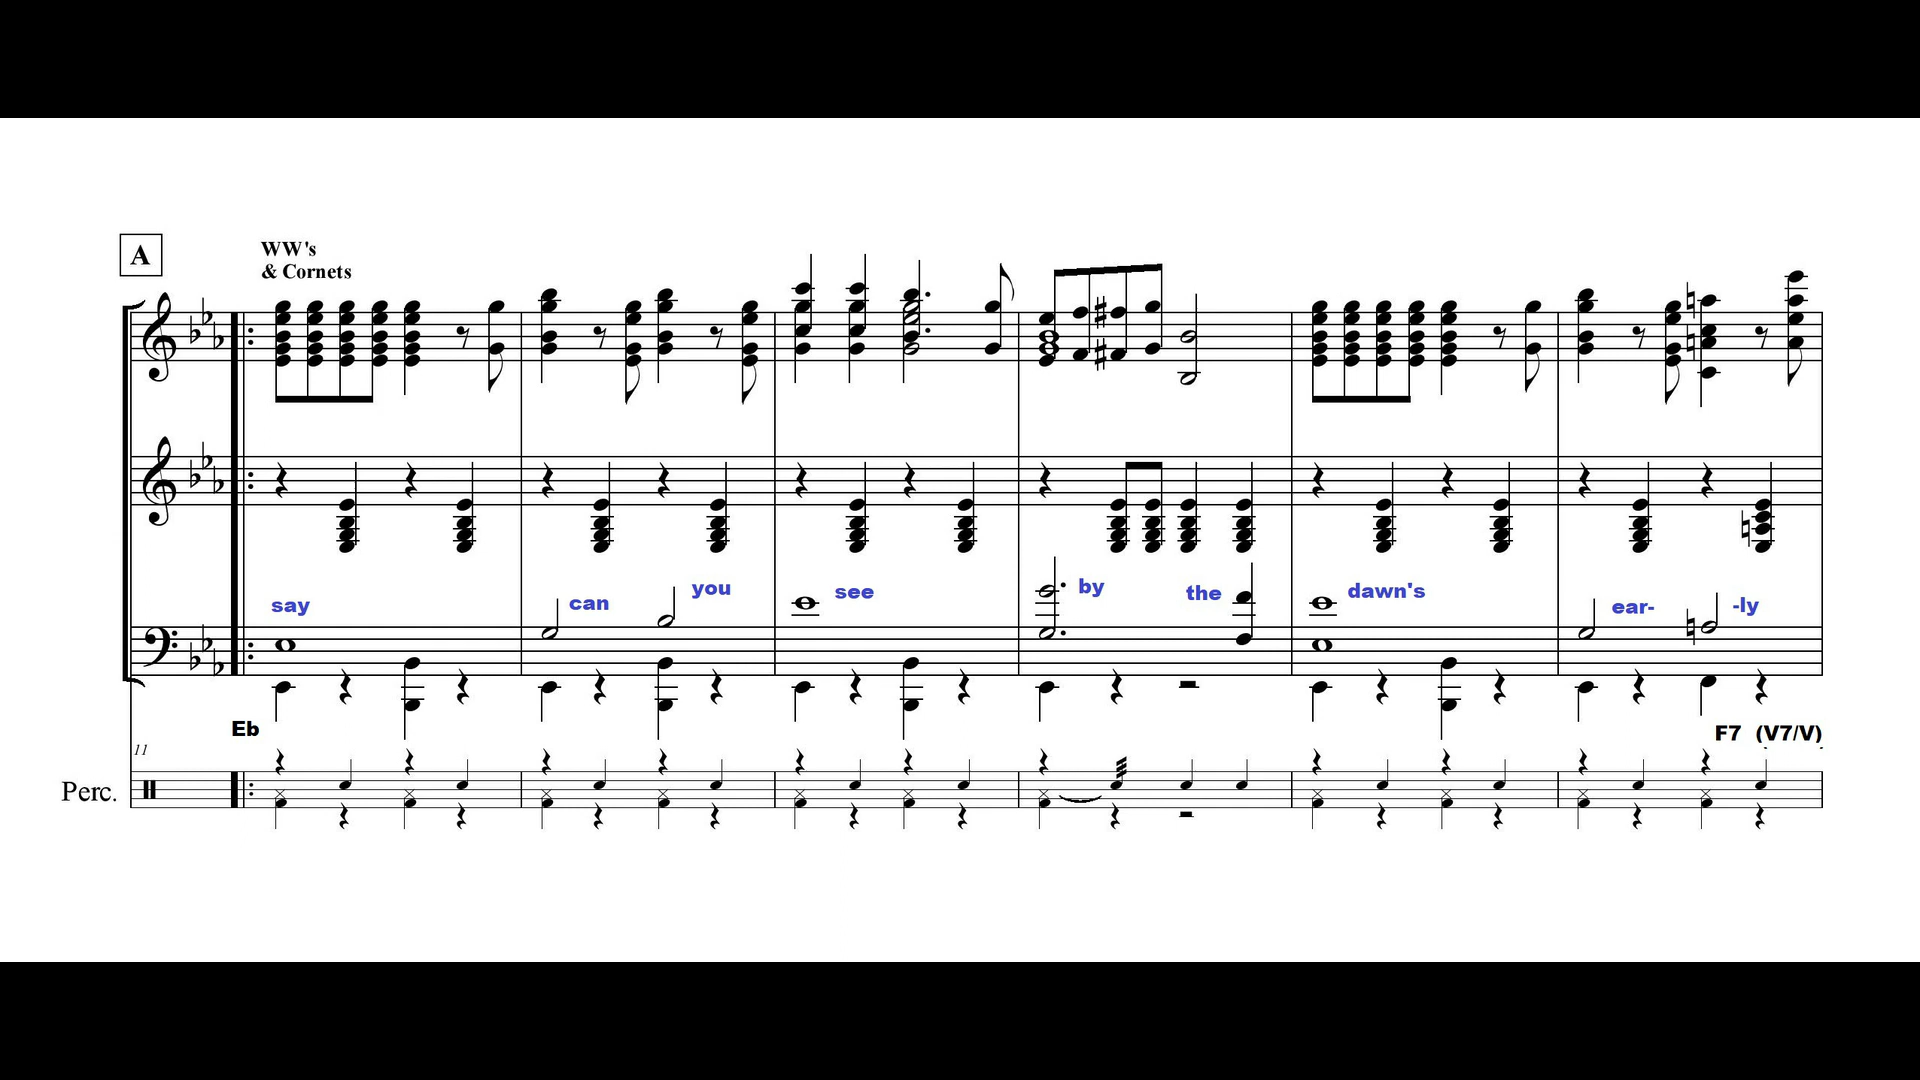 A
WW's
& Cornets
say can you see by the dawn's ear- -ly
Eb F7 (V7/V)
11
Perc.